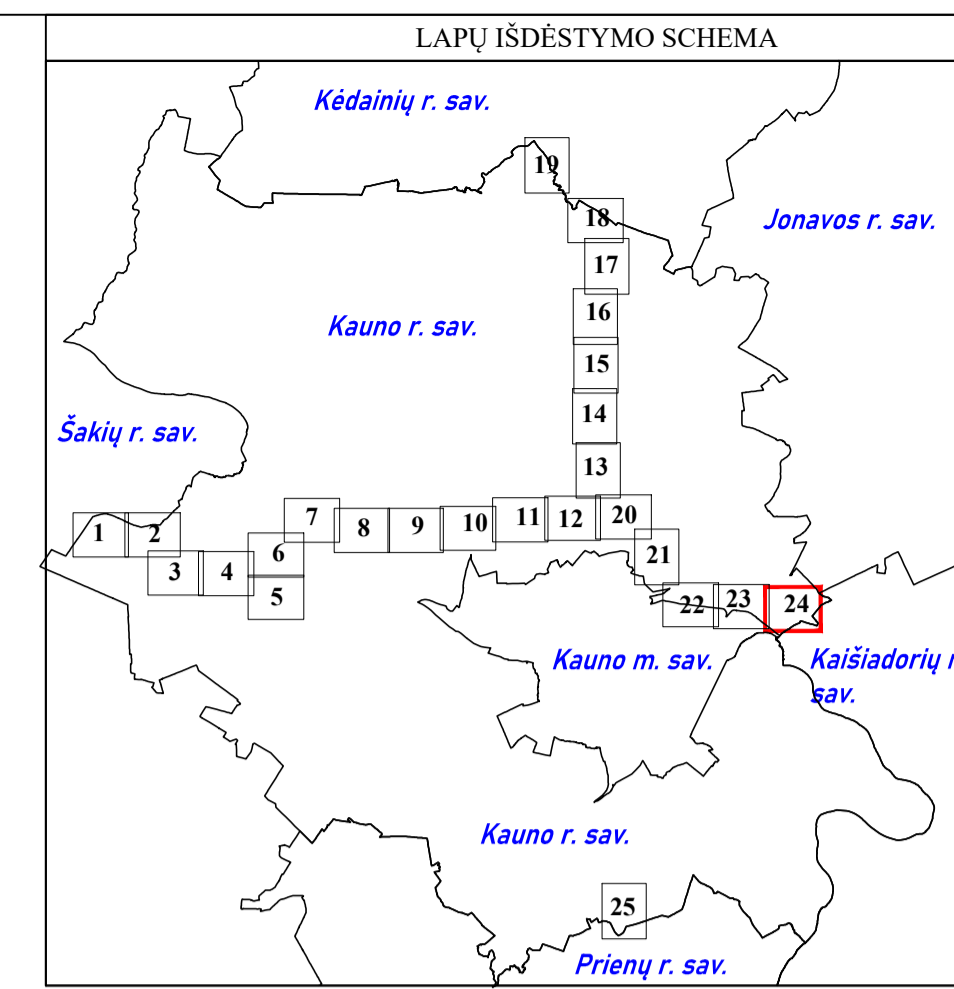 LAPŲ IŠDĖSTYMO SCHEMA
Kėdainių r. sav.
19
18
Jonavos r. sav.
17
16
Kauno r. sav.
15
14
Šakių r. sav.
13
1
2
3
4
5
6
7
8
9
10
11
12
20
21
22
23
24
Kauno m. sav.
Kaišiadorių r
sav.
Kauno r. sav.
25
Prienų r. sav.